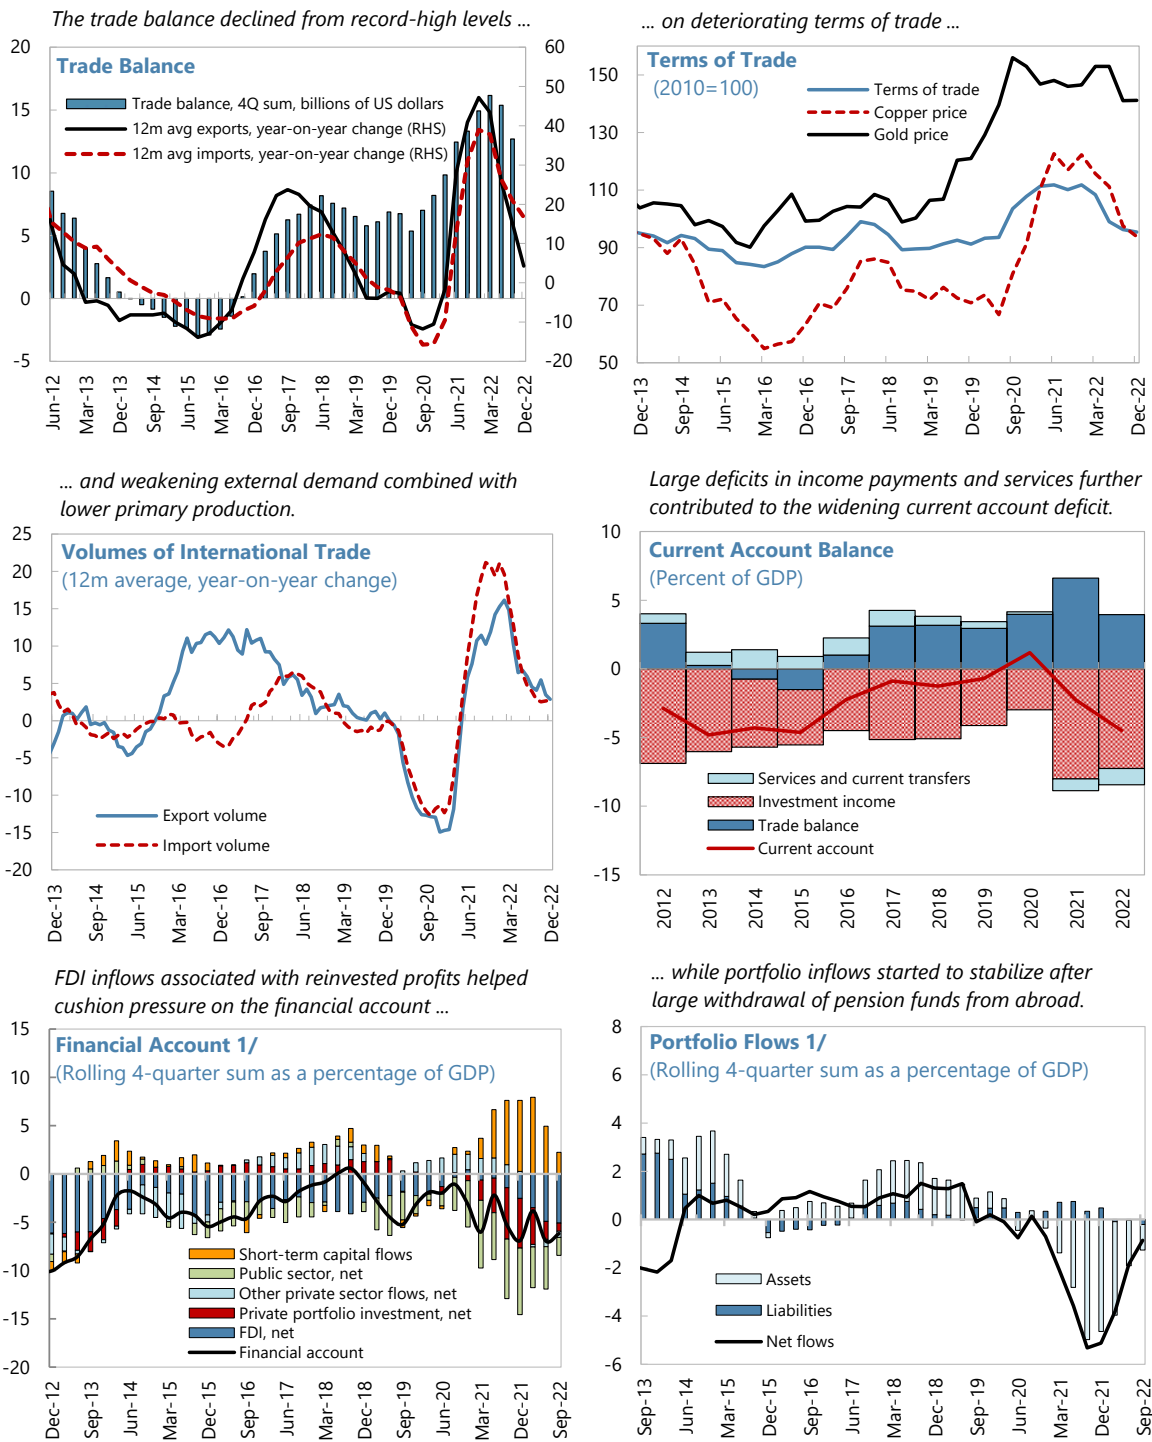 The trade balance declined from record-high levels ...
Trade Balance
Trade balance, 4Q sum, billions of US dollars
12m avg exports, year-on-year change (RHS)
12m avg imports, year-on-year change (RHS)
20
15
10
5
0
-5
60
50
40
30
20
10
0
-10
-20
Jun-12
Mar-13
Dec-13
Sep-14
Jun-15
Mar-16
Dec-16
Sep-17
Jun-18
Mar-19
Dec-19
Sep-20
Jun-21
Mar-22
Dec-22
... on deteriorating terms of trade ...
Terms of Trade
(2010=100)
Terms of trade
Copper price
Gold price
150
130
110
90
70
50
Dec-13
Sep-14
Jun-15
Mar-16
Dec-16
Sep-17
Jun-18
Mar-19
Dec-19
Sep-20
Jun-21
Mar-22
Dec-22
... and weakening external demand combined with
lower primary production.
Volumes of International Trade
(12m average, year-on-year change)
25
20
15
10
5
0
-5
-10
-15
-20
Export volume
Import volume
Dec-13
Sep-14
Jun-15
Mar-16
Dec-16
Sep-17
Jun-18
Mar-19
Dec-19
Sep-20
Jun-21
Mar-22
Dec-22
Large deficits in income payments and services further
contributed to the widening current account deficit.
Current Account Balance
(Percent of GDP)
10
5
0
-5
-10
-15
Services and current transfers
Investment income
Trade balance
Current account
2012
2013
2014
2015
2016
2017
2018
2019
2020
2021
2022
FDI inflows associated with reinvested profits helped
cushion pressure on the financial account ...
Financial Account 1/
(Rolling 4-quarter sum as a percentage of GDP)
15
10
5
0
-5
-10
-15
-20
Short-term capital flows
Public sector, net
Other private sector flows, net
Private portfolio investment, net
FDI, net
Financial account
Dec-12
Sep-13
Jun-14
Mar-15
Dec-15
Sep-16
Jun-17
Mar-18
Dec-18
Sep-19
Jun-20
Mar-21
Dec-21
Sep-22
... while portfolio inflows started to stabilize after
large withdrawal of pension funds from abroad.
Portfolio Flows 1/
(Rolling 4-quarter sum as a percentage of GDP)
8
6
4
2
0
-2
-4
-6
Assets
Liabilities
Net flows
Sep-13
Jun-14
Mar-15
Dec-15
Sep-16
Jun-17
Mar-18
Dec-18
Sep-19
Jun-20
Mar-21
Dec-21
Sep-22